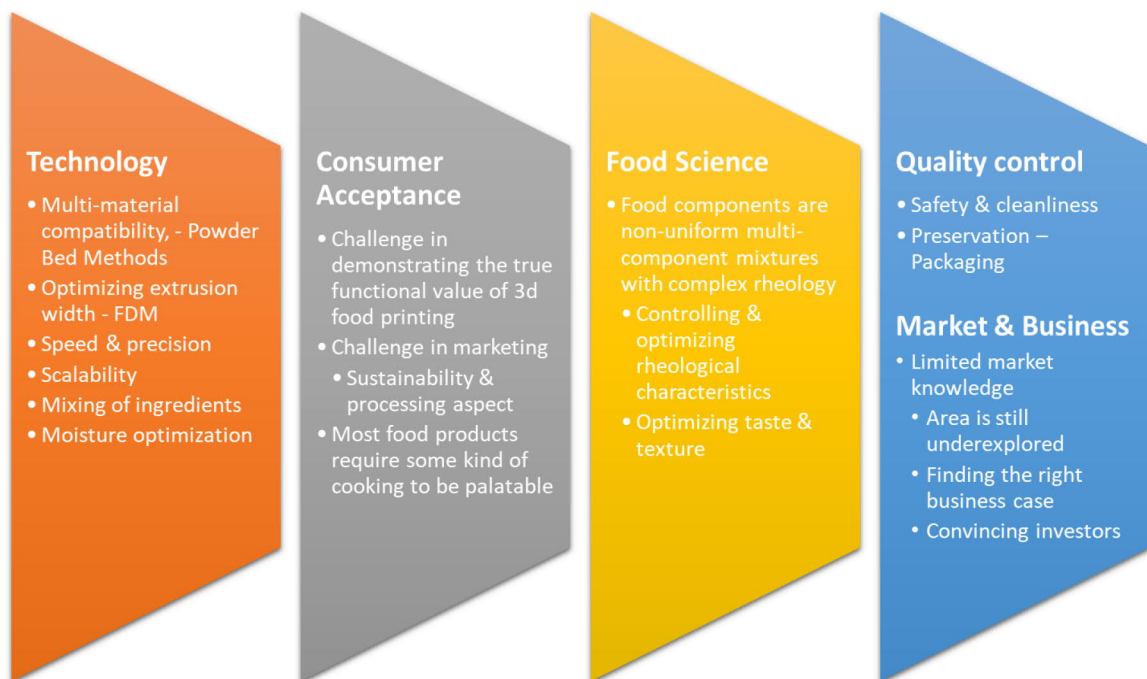 Technology
• Multi-material
compatibility, - Powder
Bed Methods
• Optimizing extrusion
width - FDM
• Speed & precision
• Scalability
• Mixing of ingredients
• Moisture optimization
Consumer
Acceptance
• Challenge in
demonstrating the true
functional value of 3d
food printing
• Challenge in marketing
• Sustainability &
processing aspect
• Most food products
require some kind of
cooking to be palatable
Food Science
• Food components are
non-uniform multi-
component mixtures
with complex rheology
• Controlling &
optimizing
rheological
characteristics
• Optimizing taste &
texture
Quality control
• Safety & cleanliness
• Preservation –
Packaging
Market & Business
• Limited market
knowledge
• Area is still
underexplored
• Finding the right
business case
• Convincing investors